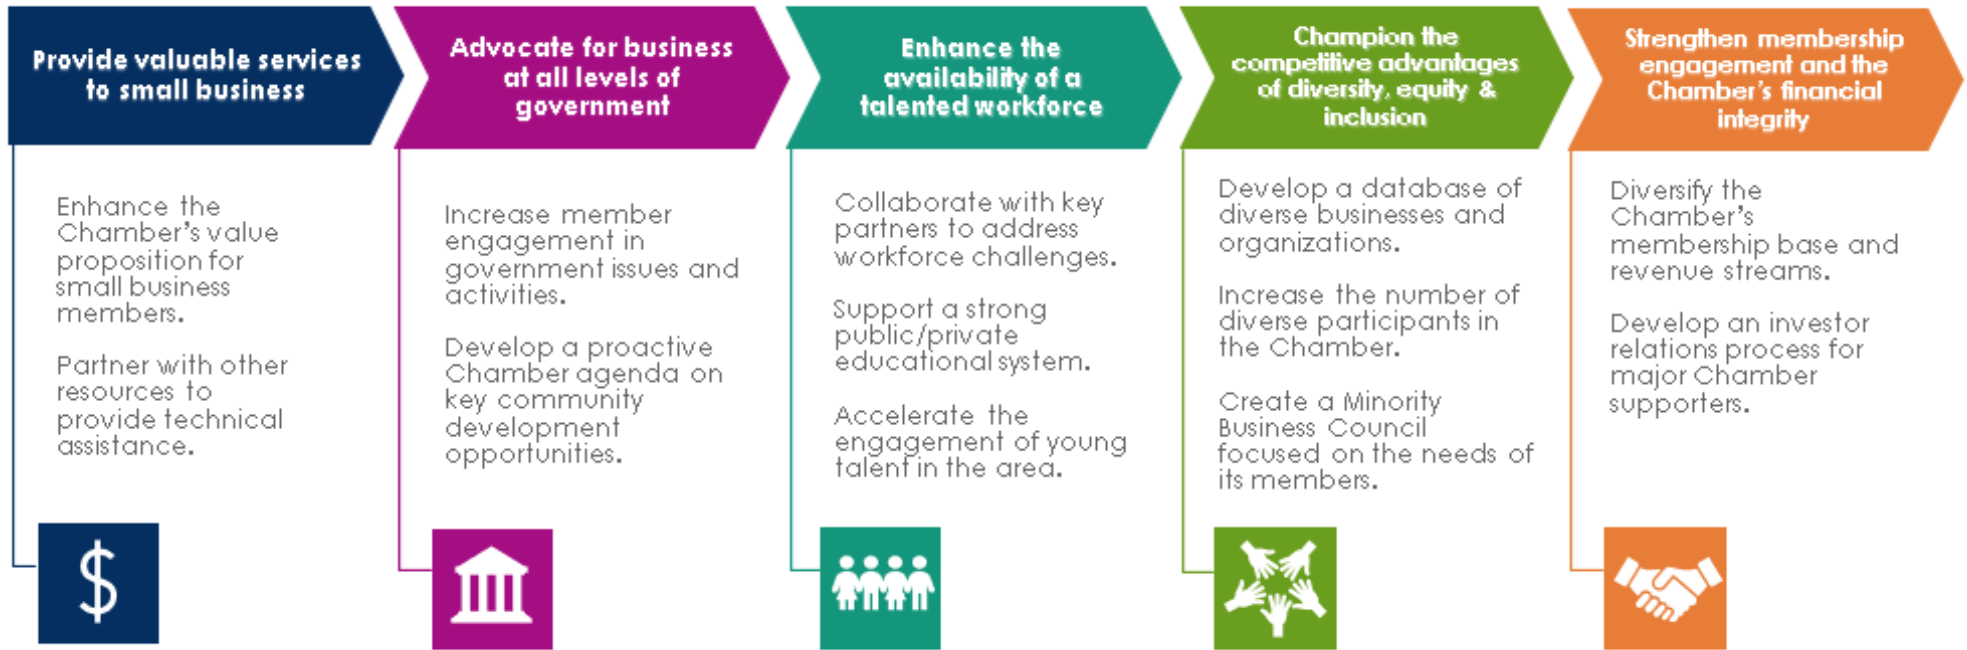 Provide valuable services
to small business
Enhance the
Chamber's value
proposition for
small business
members.
Partner with other
resources to
provide technical
assistance.
$
Advocate for business
at all levels of
government
Increase member
engagement in
government issues and
activities.
Develop a proactive
Chamber agenda on
key community
development
opportunities.
Enhance the
availability of a
talented workforce
Collaborate with key
partners to address
workforce challenges.
Support a strong
public/private
educational system.
Accelerate the
engagement of young
talent in the area.
Champion the
competitive advantages
of diversity, equity &
inclusion
Develop a database of
diverse businesses and
organizations.
Increase the number of
diverse participants in
the Chamber.
Create a Minority
Business Council
focused on the needs of
its members.
Strengthen membership
engagement and the
Chamber's financial
integrity
Diversify the
Chamber's
membership base and
revenue streams.
Develop an investor
relations process for
major Chamber
supporters.